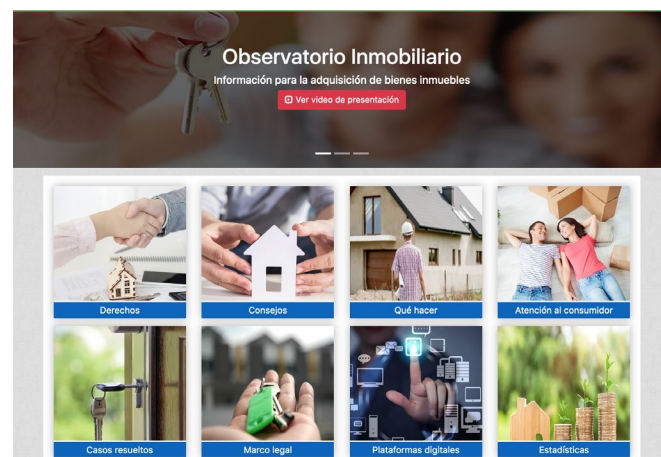 Observatorio Inmobiliario
Información para la adquisición de bienes inmuebles
Ver video de presentación
Derechos
Consejos
Qué hacer
Atención al consumidor
Casos resueltos
Marco legal
Plataformas digitales
Estadísticas